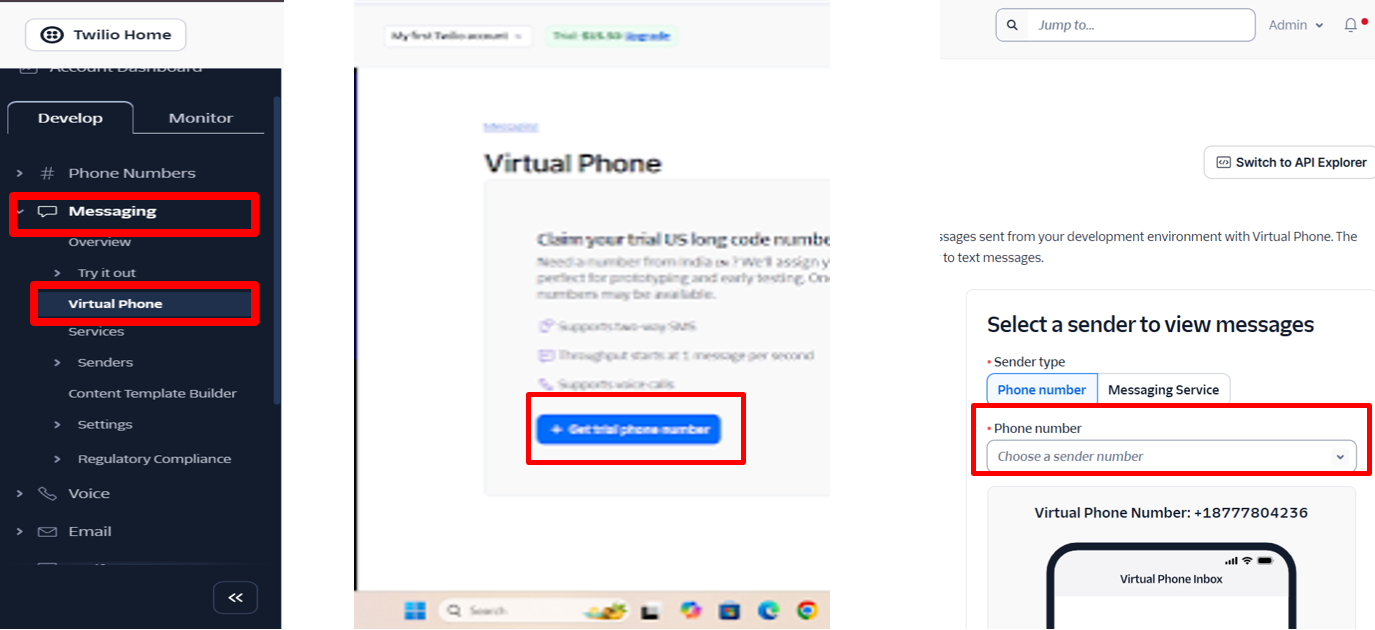 Twilio Home
Account Dashboard
Develop
Monitor
Phone Numbers
Messaging
Overview
Try it out
Virtual Phone
Services
Senders
Content Template Builder
Settings
Regulatory Compliance
Voice
Email
My first Twilio account
Trial: $15.50 Upgrade
Messaging
Virtual Phone
Claim your trial US long code numbe
Need a number from India ? We'll assign y
perfect for prototyping and early testing. On
numbers may be available.
Supports two-way SMS
Throughput starts at 1 message per second
Supports voice calls
+ Get trial phone number
Search
Jump to...
Admin
Switch to API Explorer
ssages sent from your development environment with Virtual Phone. The
to text messages.
Select a sender to view messages
* Sender type
Phone number
Messaging Service
* Phone number
Choose a sender number
Virtual Phone Number: +18777804236
Virtual Phone Inbox